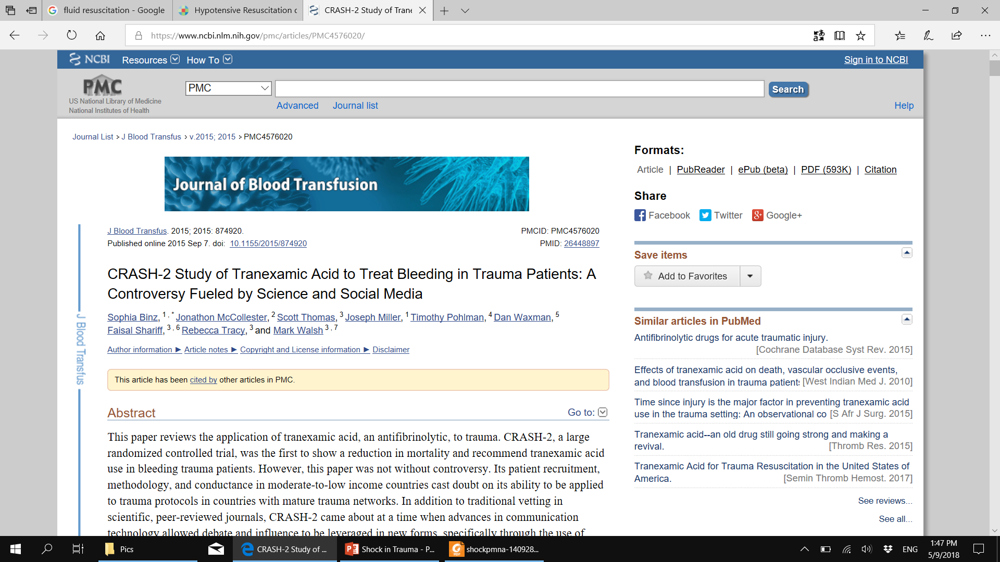 fluid resuscitation - Google
Hypotensive Resuscitation
CRASH-2 Study of Tran
https://www.ncbi.nlm.nih.gov/pmc/articles/PMC4576020/
NCBI Resources How To Sign in to NCBI
PMC
US National Library of Medicine
National Institutes of Health
PMC
Search
Advanced Journal list
Help
Journal List > J Blood Transfus > v.2015; 2015 > PMC4576020
Journal of Blood Transfusion
J Blood Transfus. 2015; 2015: 874920.
Published online 2015 Sep 7. doi: 10.1155/2015/874920
PMCID: PMC4576020
PMID: 26448897
CRASH-2 Study of Tranexamic Acid to Treat Bleeding in Trauma Patients: A
Controversy Fueled by Science and Social Media
Sophia Binz, 1 , * Jonathon McCollester, 2 Scott Thomas, 3 Joseph Miller, 1 Timothy Pohlman, 4 Dan Waxman, 5
Faisal Shariff, 3 , 6 Rebecca Tracy, 3 and Mark Walsh 3 , 7
Author information ► Article notes ► Copyright and License information ► Disclaimer
This article has been cited by other articles in PMC.
J Blood Transfus
Abstract
Go to:
This paper reviews the application of tranexamic acid, an antifibrinolytic, to trauma. CRASH-2, a large
randomized controlled trial, was the first to show a reduction in mortality and recommend tranexamic acid
use in bleeding trauma patients. However, this paper was not without controversy. Its patient recruitment,
methodology, and conductance in moderate-to-low income countries cast doubt on its ability to be applied
to trauma protocols in countries with mature trauma networks. In addition to traditional vetting in
scientific, peer-reviewed journals, CRASH-2 came about at a time when advances in communication
technology allowed debate and influence to be leveraged in new forms, specifically through the use of
Formats:
Article | PubReader | ePub (beta) | PDF (593K) | Citation
Share
Facebook Twitter Google+
Save items
Add to Favorites
Similar articles in PubMed
Antifibrinolytic drugs for acute traumatic injury.
[Cochrane Database Syst Rev. 2015]
Effects of tranexamic acid on death, vascular occlusive events,
and blood transfusion in trauma patient [West Indian Med J. 2010]
Time since injury is the major factor in preventing tranexamic acid
use in the trauma setting: An observational co [S Afr J Surg. 2015]
Tranexamic acid--an old drug still going strong and making a
revival. [Thromb Res. 2015]
Tranexamic Acid for Trauma Resuscitation in the United States of
America. [Semin Thromb Hemost. 2017]
See reviews...
See all...
Pics
CRASH-2 Study of ...
Shock in Trauma - P...
PDF
shockpmna-140928...
ENG
1:47 PM
5/9/2018